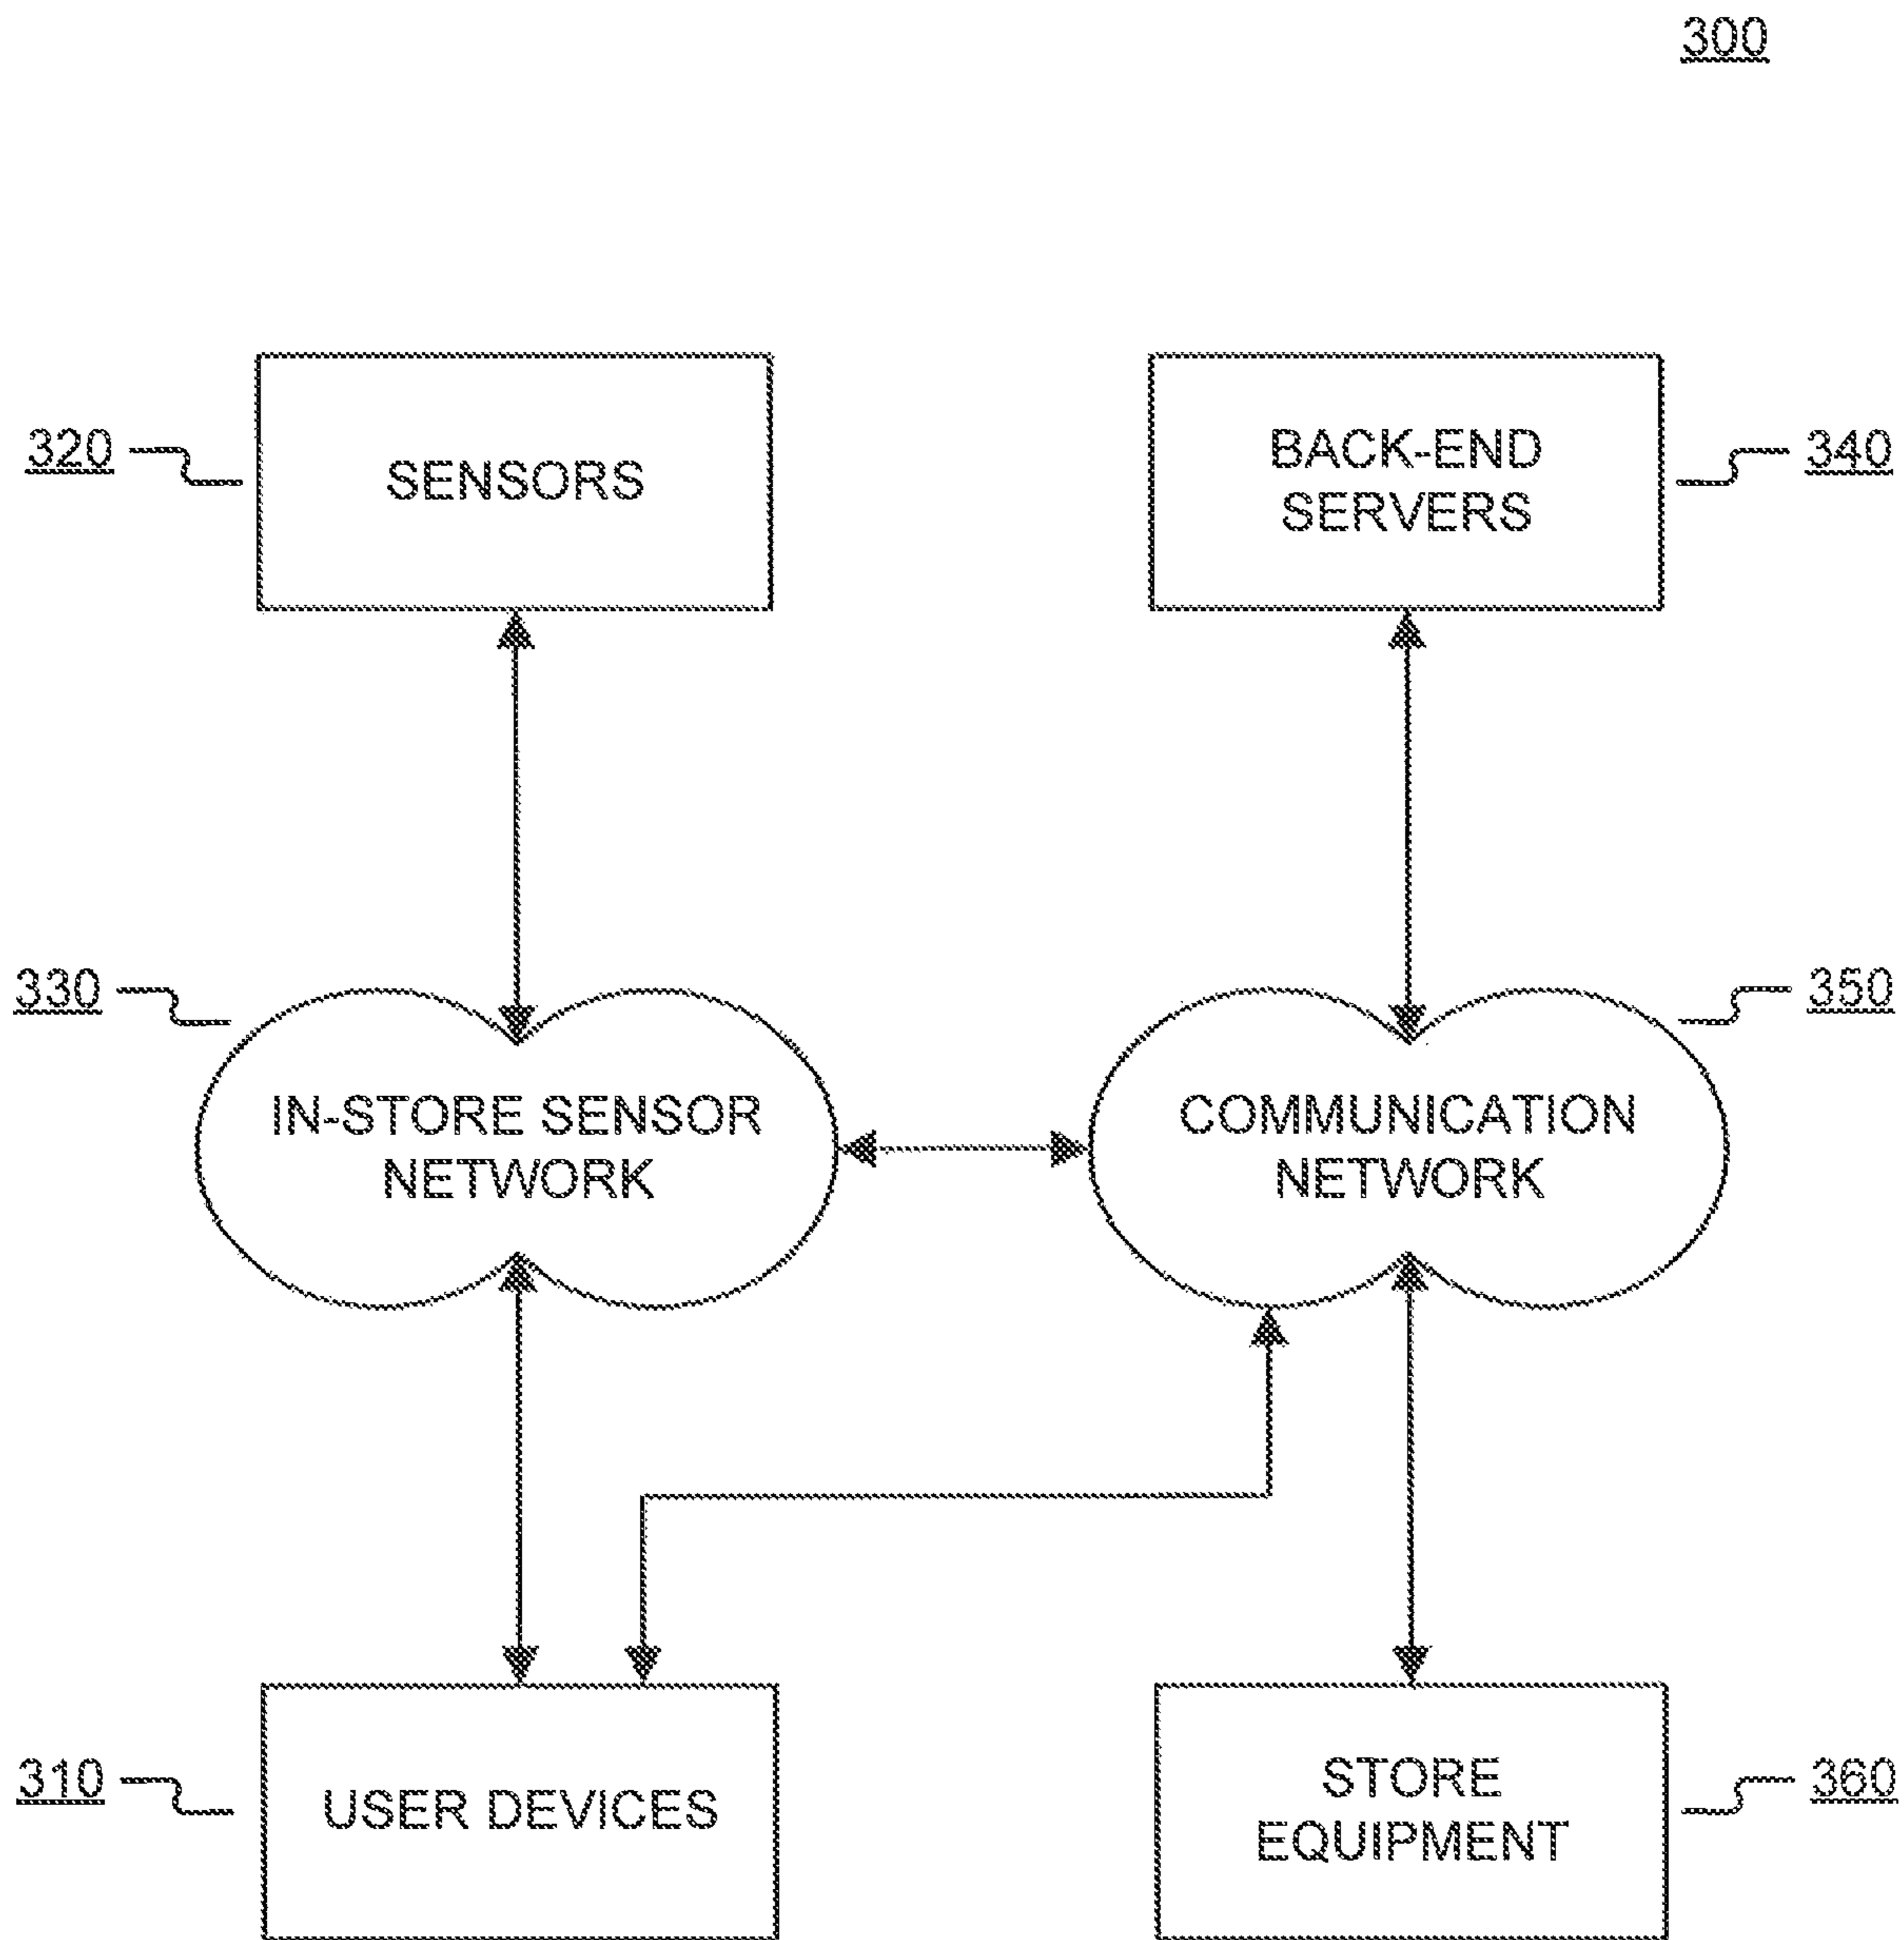 300
320
SENSORS
BACK-END
SERVERS
340
330
IN-STORE SENSOR
NETWORK
COMMUNICATION
NETWORK
350
310
USER DEVICES
STORE
EQUIPMENT
360